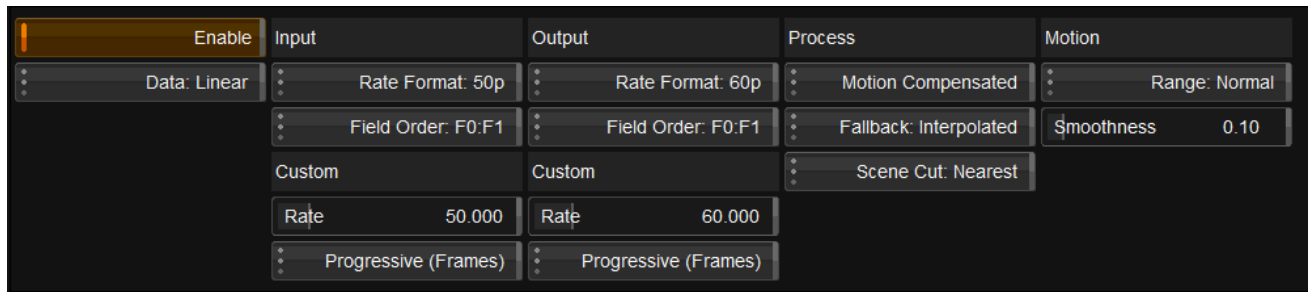 Enable
Data: Linear
Input
Rate Format: 50p
Field Order: F0:F1
Custom
Rate 50.000
Progressive (Frames)
Output
Rate Format: 60p
Field Order: F0:F1
Custom
Rate 60.000
Progressive (Frames)
Process
Motion Compensated
Fallback: Interpolated
Scene Cut: Nearest
Motion
Range: Normal
Smoothness 0.10